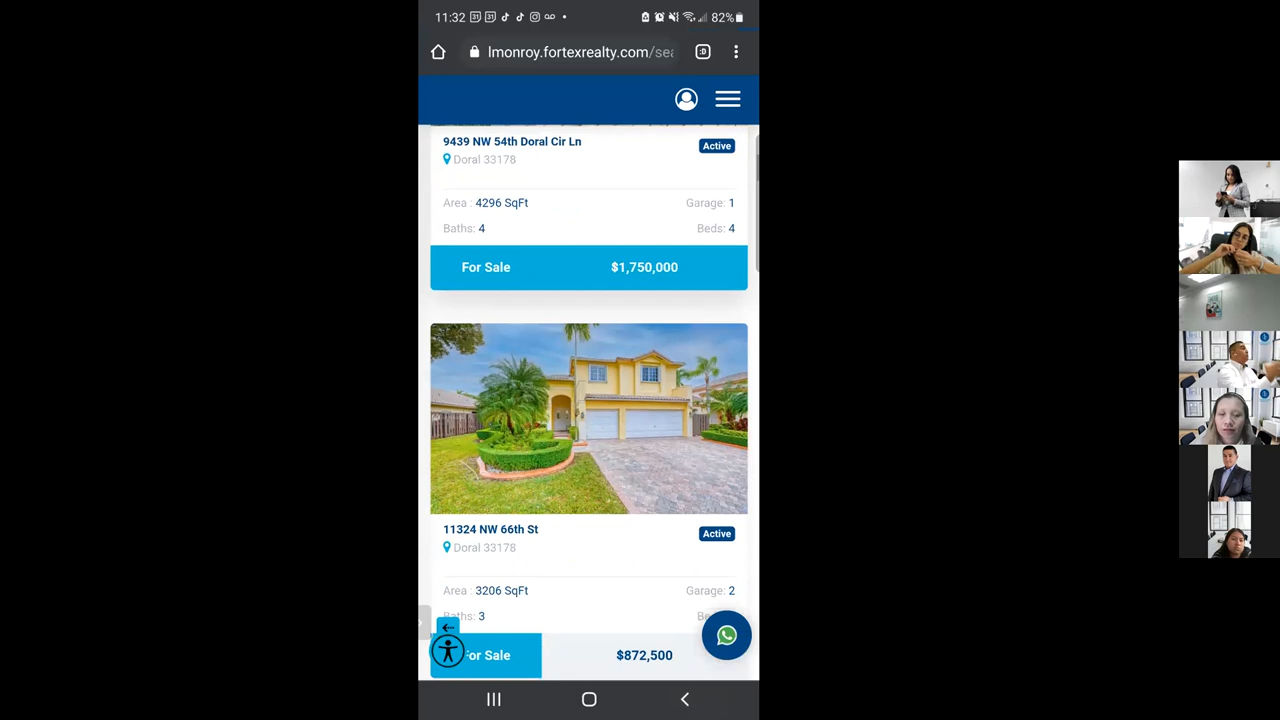 11:32
82%
lmonroy.fortexrealty.com/sea
9439 NW 54th Doral Cir Ln
Active
Doral 33178
Area : 4296 SqFt
Garage: 1
Baths: 4
Beds: 4
For Sale
$1,750,000
11324 NW 66th St
Active
Doral 33178
Area : 3206 SqFt
Garage: 2
Baths: 3
For Sale
$872,500